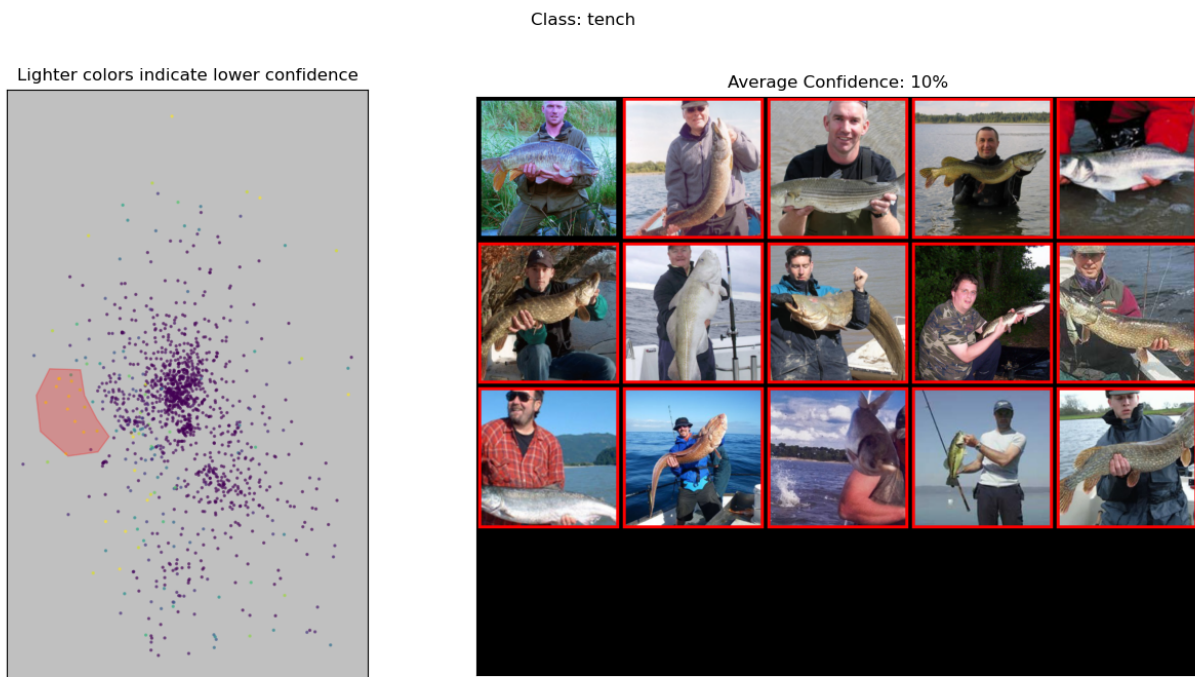 Class: tench
Lighter colors indicate lower confidence
Average Confidence: 10%